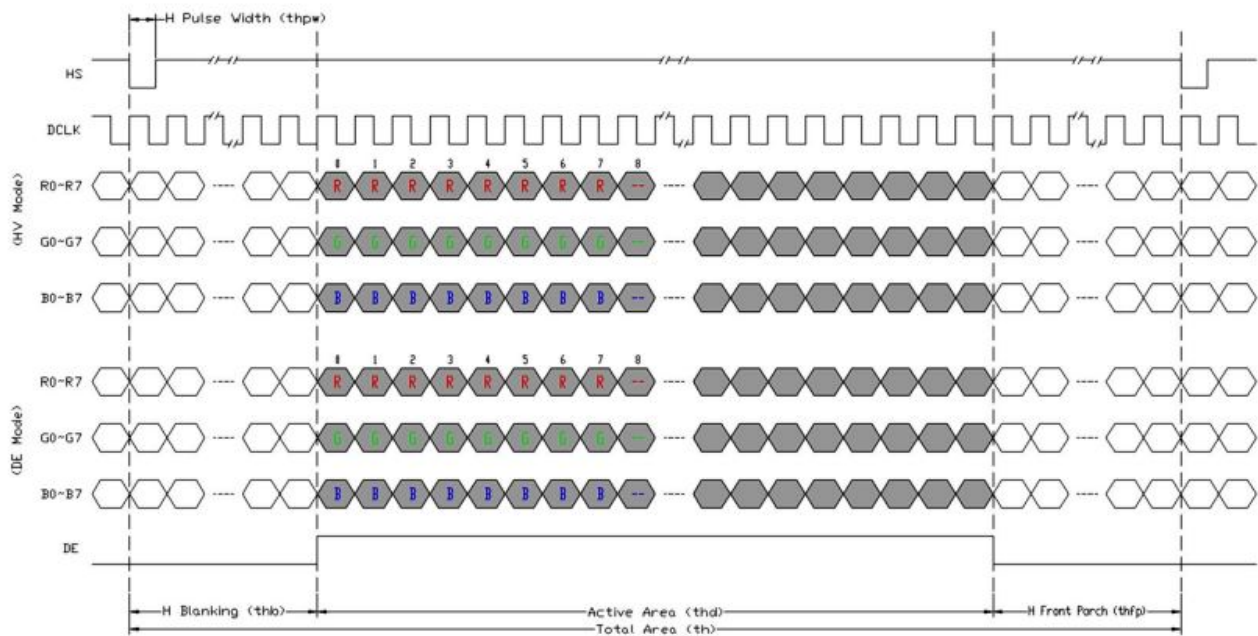 H Pulse Width (thpw)
HS
DCLK
(HV Mode)
0 1 2 3 4 5 6 7 8
R0~R7 R R R R R R R R --
G0~G7 G G G G G G G G --
B0~B7 B B B B B B B B --
(DE Mode)
0 1 2 3 4 5 6 7 8
R0~R7 R R R R R R R R --
G0~G7 G G G G G G G G --
B0~B7 B B B B B B B B --
DE
H Blanking (thb) Active Area (thd) H Front Porch (thfp)
Total Area (th)